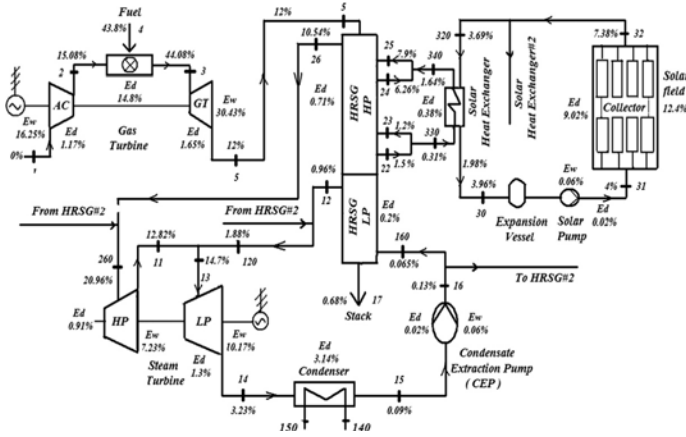 Fuel
43.8%
4
15.08%
2
44.08%
3
Ed
14.8%
AC
GT
Ew
16.25%
Ed
1.17%
Gas
Turbine
Ed
1.65%
Ew
30.43%
0%
1
12%
5
12%
5
10.54%
26
Ed
0.71%
HRSG
HP
25
7.9%
24
6.26%
340
1.64%
23
1.2%
22
1.5%
330
0.31%
Ed
0.38%
320
3.69%
Solar
Heat Exchanger
Solar
Heat Exchanger#2
7.38%
32
Ed
9.02%
Collector
Solar
field
12.4%
1.98%
3.96%
30
Expansion
Vessel
Ew
0.06%
Solar
Pump
Ed
0.02%
4%
31
From HRSG#2
From HRSG#2
0.96%
12
HRSG
LP
Ed
0.2%
160
0.065%
0.68%
17
Stack
0.13%
16
To HRSG#2
260
20.96%
12.82%
11
14.7%
13
1.88%
120
Ed
0.91%
HP
Ew
7.23%
LP
Ew
10.17%
Steam
Turbine
Ed
1.3%
14
3.23%
Ed
3.14%
Condenser
150
140
15
0.09%
Ed
0.02%
Ew
0.06%
Condensate
Extraction Pump
( CEP )